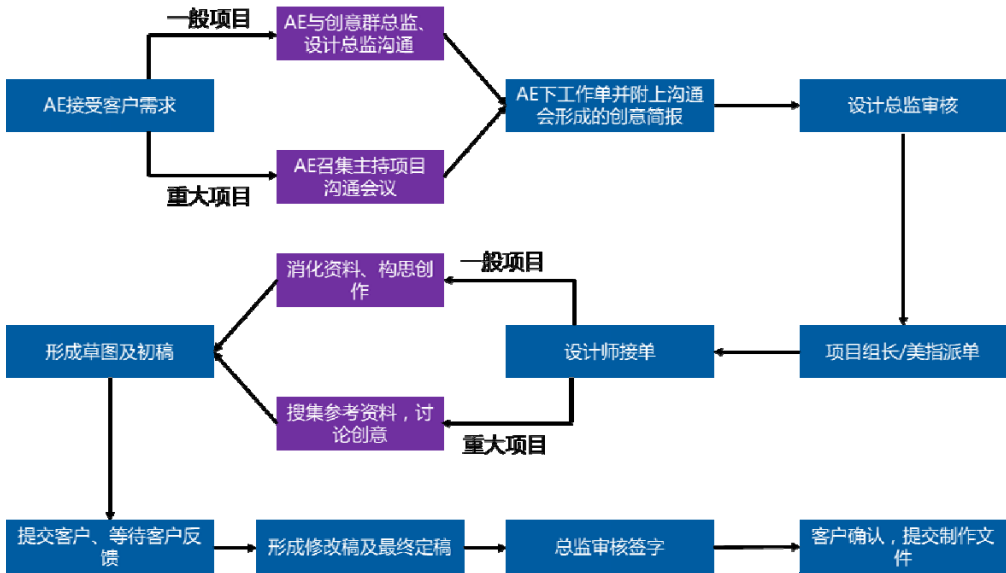 一般项目
AE与创意群总监、
设计总监沟通
AE接受客户需求
AE下工作单并附上沟通
会形成的创意简报
设计总监审核
AE召集主持项目
沟通会议
重大项目
消化资料、构思创
作
一般项目
形成草图及初稿
设计师接单
项目组长/美指派单
搜集参考资料，讨
论创意
重大项目
提交客户、等待客户反
馈
形成修改稿及最终定稿
总监审核签字
客户确认，提交制作文
件